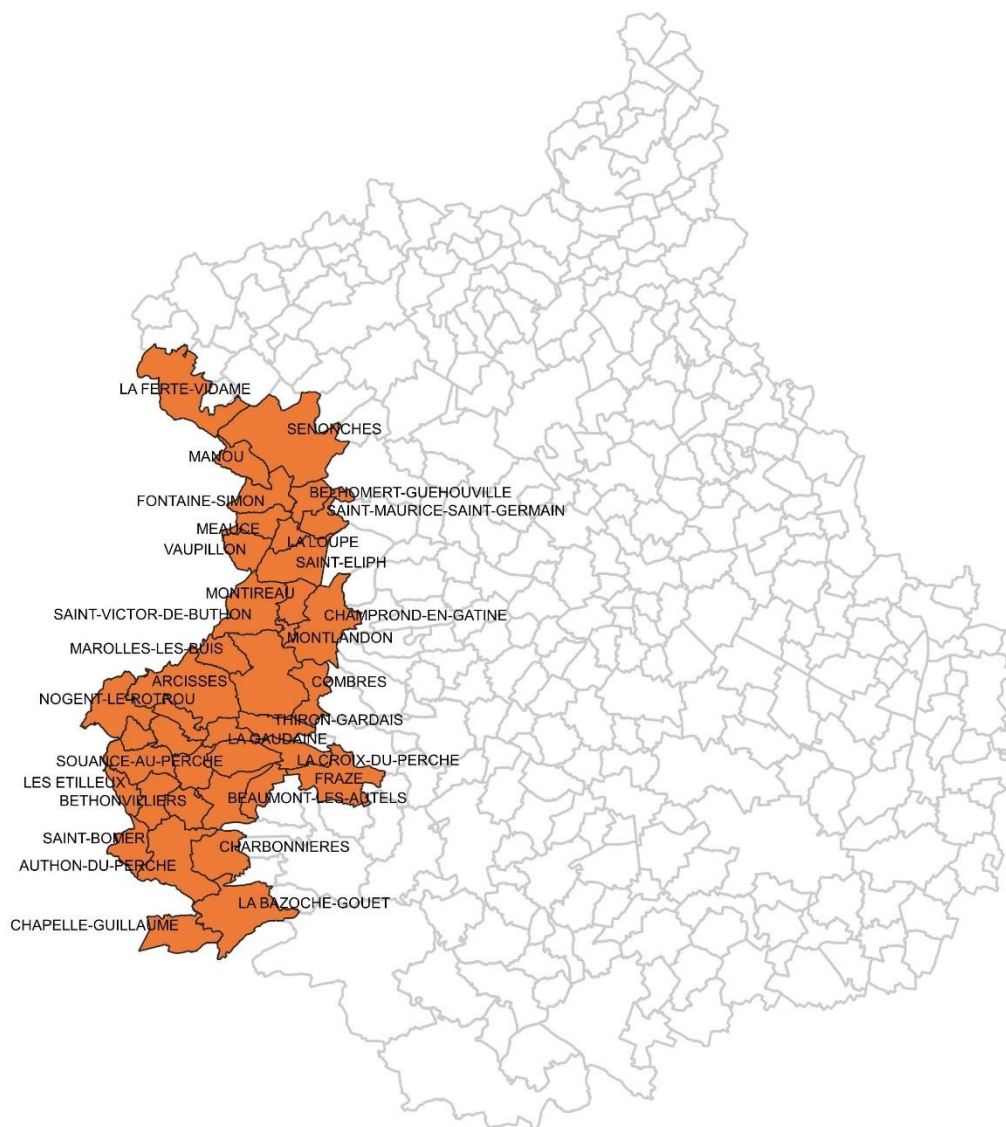 LA FERTE-VIDAME
SENONCHES
MANOU
BELHOMERT-GUEHOUVILLE
FONTAINE-SIMON
SAINT-MAURICE-SAINT-GERMAIN
MEAUCE
LA LOUPE
VAUPILLON
SAINT-ELIPH
MONTIREAU
SAINT-VICTOR-DE-BUTHON
CHAMPROND-EN-GATINE
MONTLANDON
MAROLLES-LES-BUIS
ARCISSES
COMBRES
NOGENT-LE-ROTROU
THIRON-GARDAIS
LA GAUDAINE
SOUANCE-AU-PERCHE
LA CROIX-DU-PERCHE
FRAZE
LES ETILLEUX
BETHONVILLIERS
BEAUMONT-LES-AUTELS
SAINT-BOMER
CHARBONNIERES
AUTHON-DU-PERCHE
LA BAZOCHE-GOUET
CHAPELLE-GUILLAUME